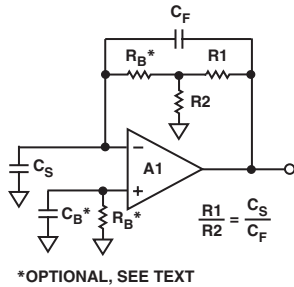 C_F
R_B* R1
R2
– A1
C_S
+
C_B* R_B*
R1/R2 = C_S/C_F
*OPTIONAL, SEE TEXT